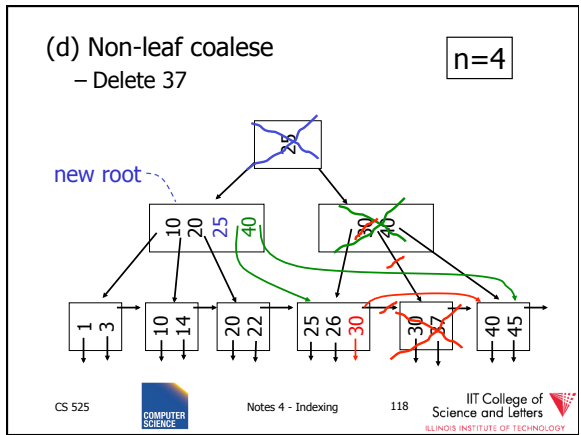 (d) Non-leaf coalese
n=4
– Delete 37
25
new root
10 20 25 40
30 40
1 3
10 14
20 22
25 26 30
30 37
40 45
CS 525
COMPUTER SCIENCE
Notes 4 - Indexing
118
IIT College of
Science and Letters
ILLINOIS INSTITUTE OF TECHNOLOGY